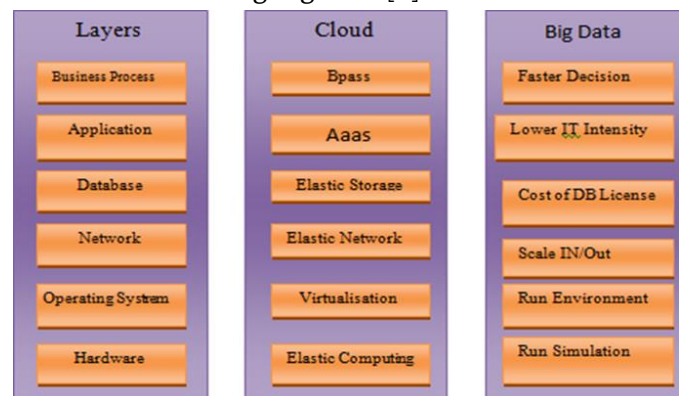 Layers
Business Process
Application
Database
Network
Operating System
Hardware
Cloud
Bpass
Aaas
Elastic Storage
Elastic Network
Virtualisation
Elastic Computing
Big Data
Faster Decision
Lower IT Intensity
Cost of DB License
Scale IN/Out
Run Environment
Run Simulation